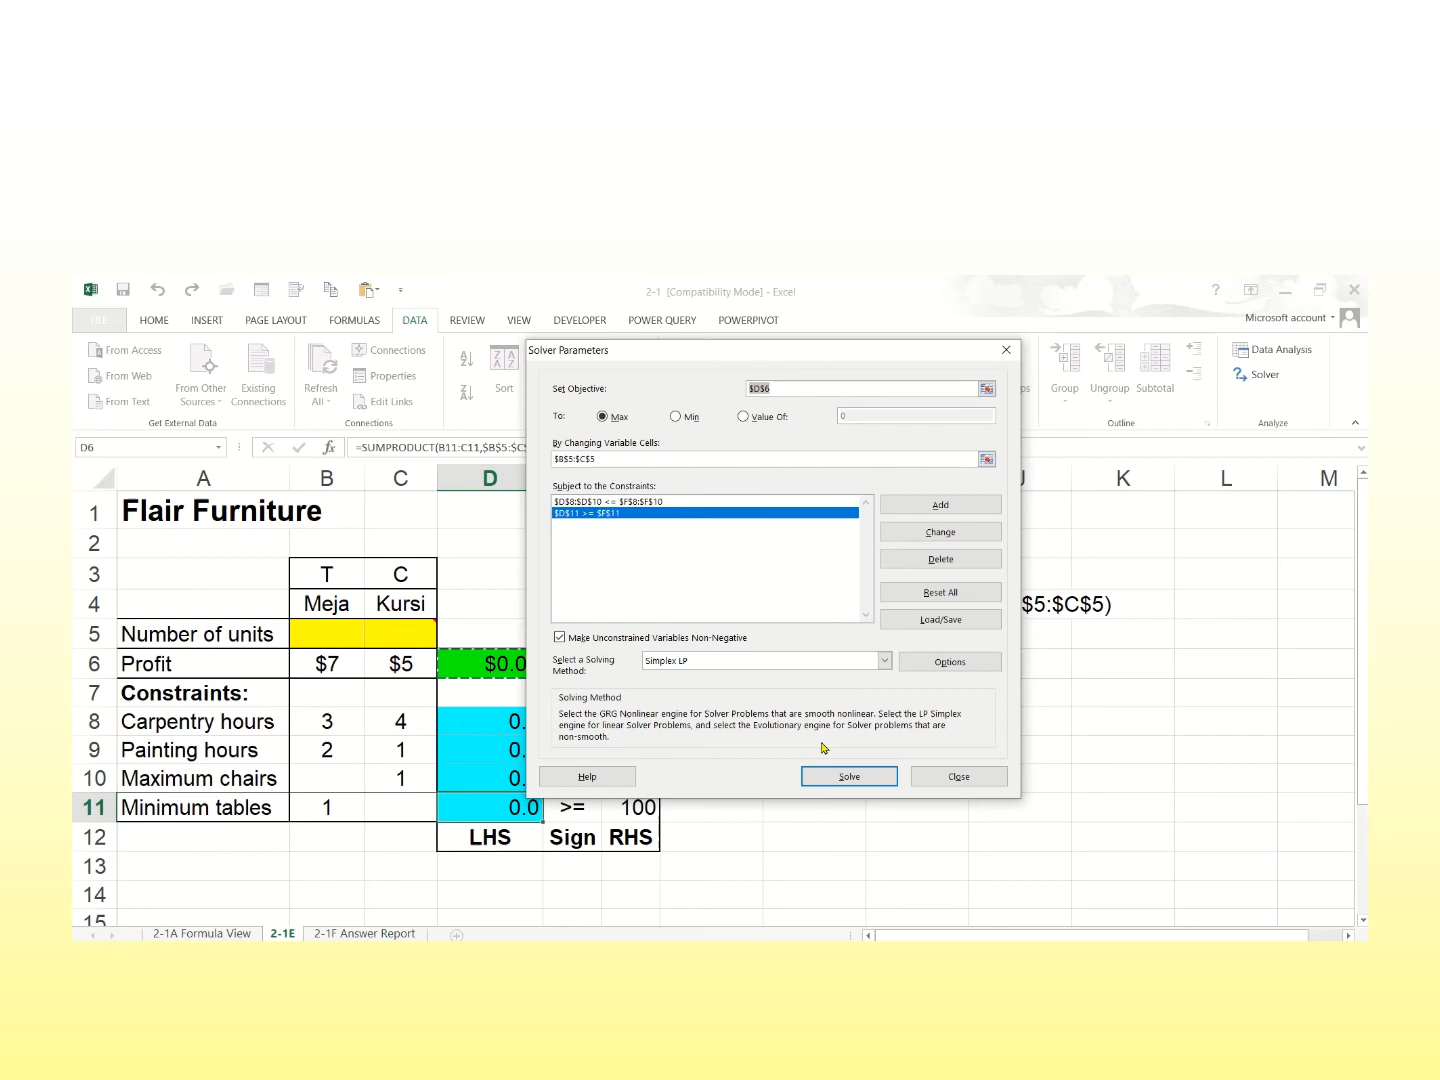 2-1 [Compatibility Mode] - Excel
?
FILE HOME INSERT PAGE LAYOUT FORMULAS DATA REVIEW VIEW DEVELOPER POWER QUERY POWERPIVOT
Microsoft account
From Access
From Web
From Text
From Other Sources
Existing Connections
Get External Data
Refresh All
Connections
Properties
Edit Links
Connections
Sort
Group
Ungroup
Subtotal
Outline
Data Analysis
Solver
Analyze
D6
fx
=SUMPRODUCT(B11:C11,$B$5:$C$
A B C D J K L M
1 Flair Furniture
2
3 T C
4 Meja Kursi
$5:$C$5)
5 Number of units
6 Profit $7 $5 $0.0
7 Constraints:
8 Carpentry hours 3 4 0.
9 Painting hours 2 1 0.
10 Maximum chairs 1 0.
11 Minimum tables 1 0.0 >= 100
12 LHS Sign RHS
13
14
15
2-1A Formula View 2-1E 2-1F Answer Report
Solver Parameters
Set Objective: $D$6
To: Max Min Value Of: 0
By Changing Variable Cells:
$B$5:$C$5
Subject to the Constraints:
$D$8:$D$10 <= $F$8:$F$10
$D$11 >= $F$11
Add
Change
Delete
Reset All
Load/Save
Make Unconstrained Variables Non-Negative
Select a Solving Method: Simplex LP
Options
Solving Method
Select the GRG Nonlinear engine for Solver Problems that are smooth nonlinear. Select the LP Simplex
engine for linear Solver Problems, and select the Evolutionary engine for Solver problems that are
non-smooth.
Help
Solve
Close